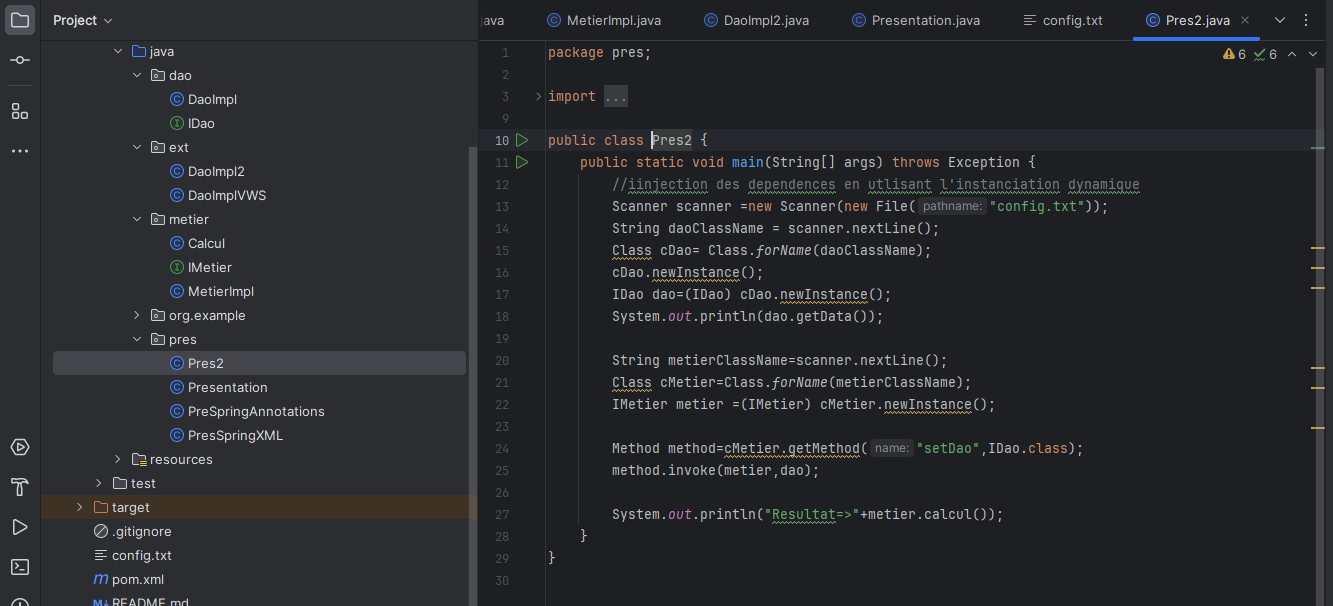 Project
java
dao
DaoImpl
IDao
ext
DaoImpl2
DaoImplVWS
metier
Calcul
IMetier
MetierImpl
org.example
pres
Pres2
Presentation
PreSpringAnnotations
PresSpringXML
resources
test
target
.gitignore
config.txt
pom.xml
README.md
ava MetierImpl.java DaoImpl2.java Presentation.java config.txt Pres2.java
6 6
1 package pres;
2
3 import ...
9
10 public class Pres2 {
11 public static void main(String[] args) throws Exception {
12 //iinjection des dependences en utlisant l'instanciation dynamique
13 Scanner scanner =new Scanner(new File( pathname: "config.txt"));
14 String daoClassName = scanner.nextLine();
15 Class cDao= Class.forName(daoClassName);
16 cDao.newInstance();
17 IDao dao=(IDao) cDao.newInstance();
18 System.out.println(dao.getData());
19
20 String metierClassName=scanner.nextLine();
21 Class cMetier=Class.forName(metierClassName);
22 IMetier metier =(IMetier) cMetier.newInstance();
23
24 Method method=cMetier.getMethod( name: "setDao",IDao.class);
25 method.invoke(metier,dao);
26
27 System.out.println("Resultat=>"+metier.calcul());
28 }
29 }
30